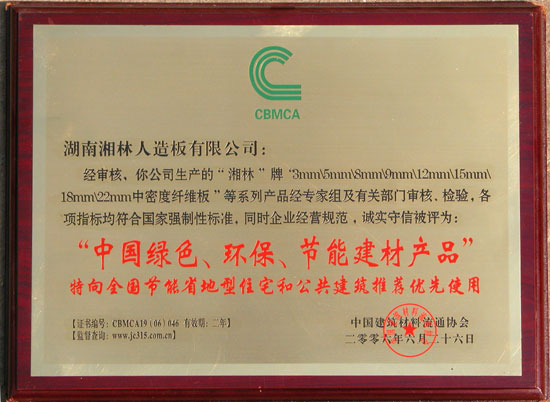 CBMCA
湖南湘林人造板有限公司：
经审核、你公司生产的“湘林”牌“3mm\5mm\8mm\9mm\12mm\15mm\
18mm\22mm中密度纤维板”等系列产品经专家组及有关部门审核、检验，各
项指标均符合国家强制性标准，同时企业经营规范，诚实守信被评为：
“中国绿色、环保、节能建材产品”
特向全国节能省地型住宅和公共建筑推荐优先使用
【证书编号：CBMCA19（06）046 有效期：二年】
【监督查询：www.jc315.com.cn】
中国建筑材料流通协会
二零零六年六月二十六日